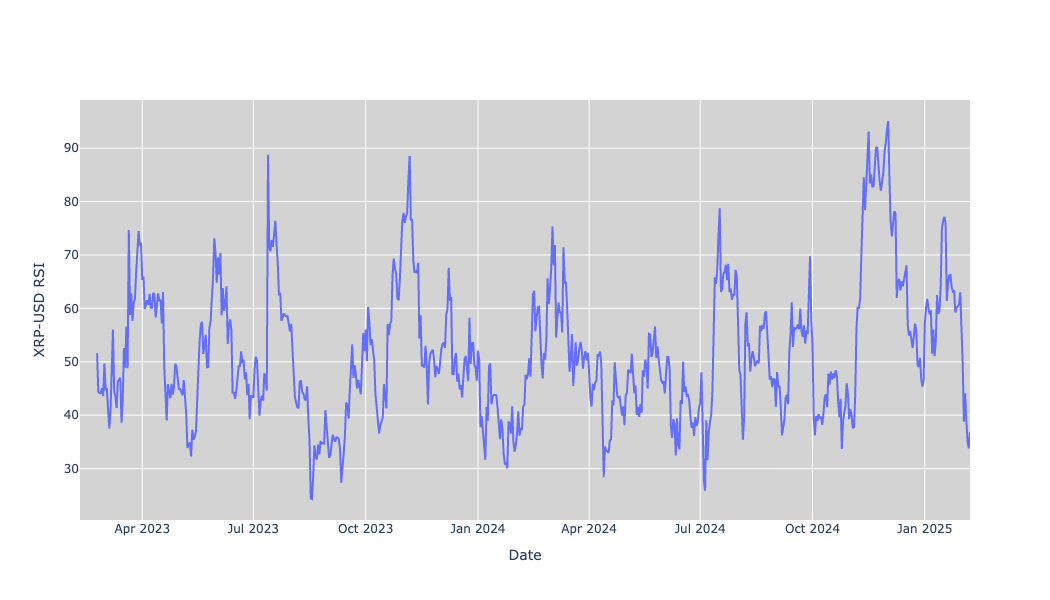 XRP-USD RSI
90
80
70
60
50
40
30
Apr 2023
Jul 2023
Oct 2023
Jan 2024
Apr 2024
Jul 2024
Oct 2024
Jan 2025
Date